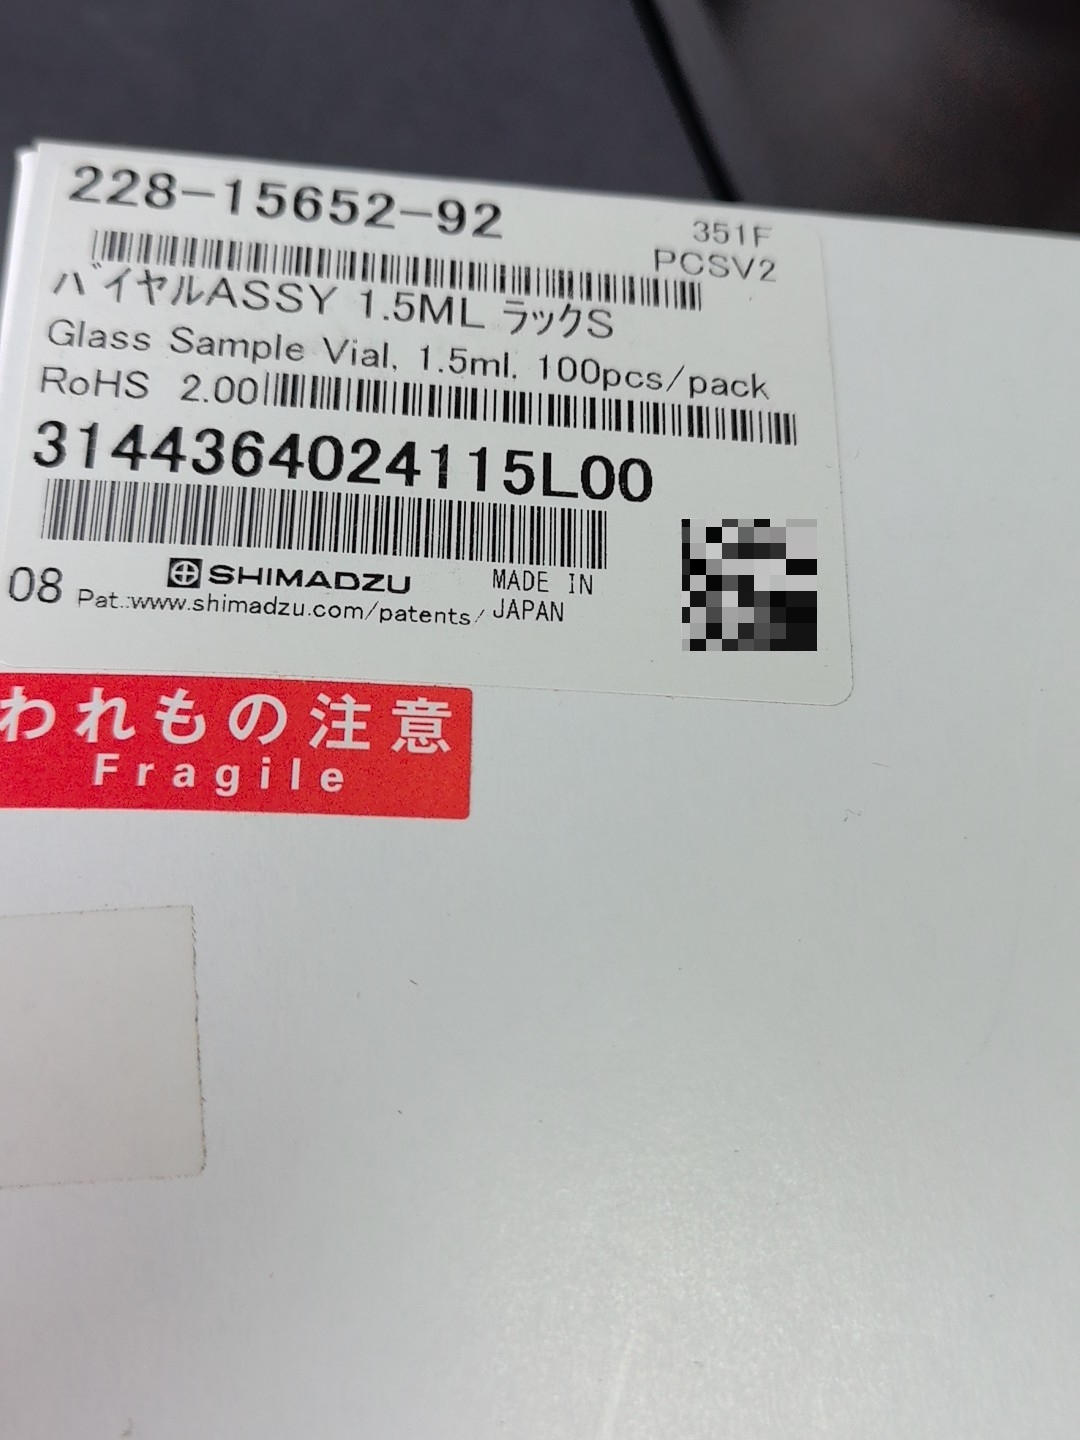 228-15652-92
351F
PCSV2
バイヤルASSY 1.5ML ラックS
Glass Sample Vial, 1.5ml, 100pcs/pack
RoHS 2.00
3144364024115L00
SHIMADZU
MADE IN
JAPAN
08 Pat.:www.shimadzu.com/patents/
われもの注意
Fragile